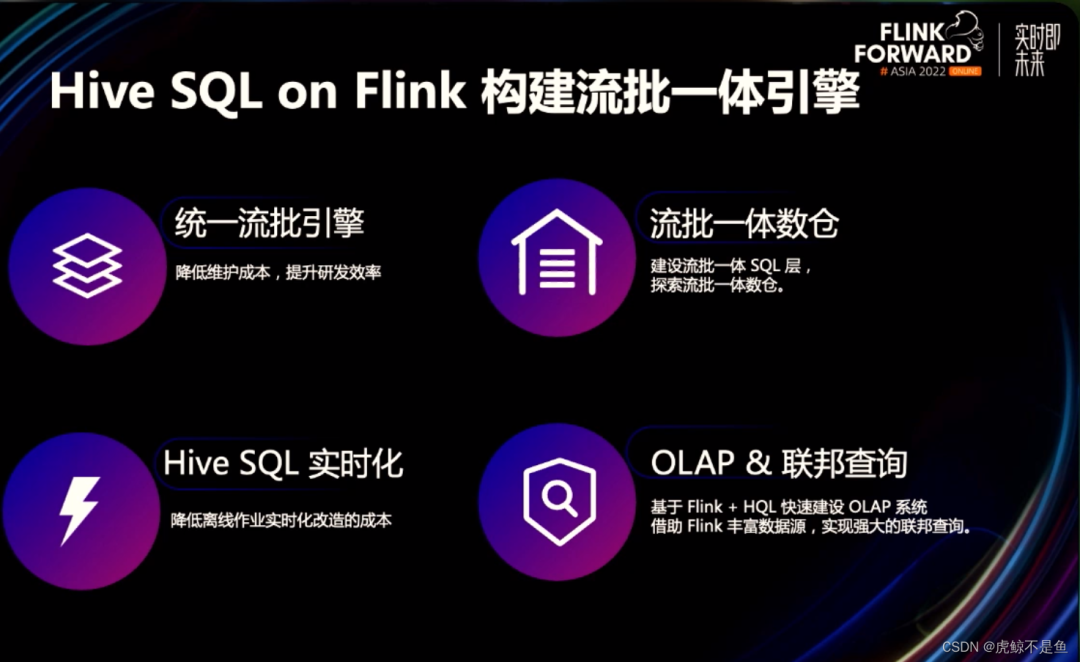 FLINK
FORWARD
# ASIA 2022 ONLINE
实时即
未来
Hive SQL on Flink 构建流批一体引擎
统一流批引擎
降低维护成本，提升研发效率
流批一体数仓
建设流批一体 SQL 层，
探索流批一体数仓。
Hive SQL 实时化
降低离线作业实时化改造的成本
OLAP & 联邦查询
基于 Flink + HQL 快速建设 OLAP 系统
借助 Flink 丰富数据源，实现强大的联邦查询。
CSDN @虎鲸不是鱼